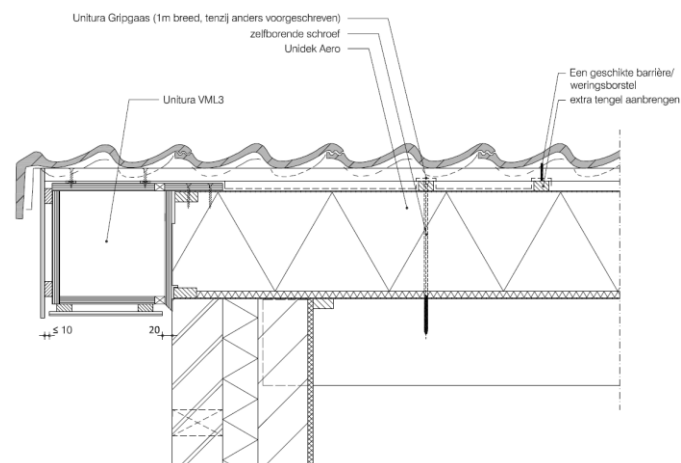 Unitura Gripgaas (1m breed, tenzij anders voorgeschreven)
zelfborende schroef
Unidek Aero
Een geschikte barrière/
weringsborstel
extra tengel aanbrengen
Unitura VML3
≤ 10
20